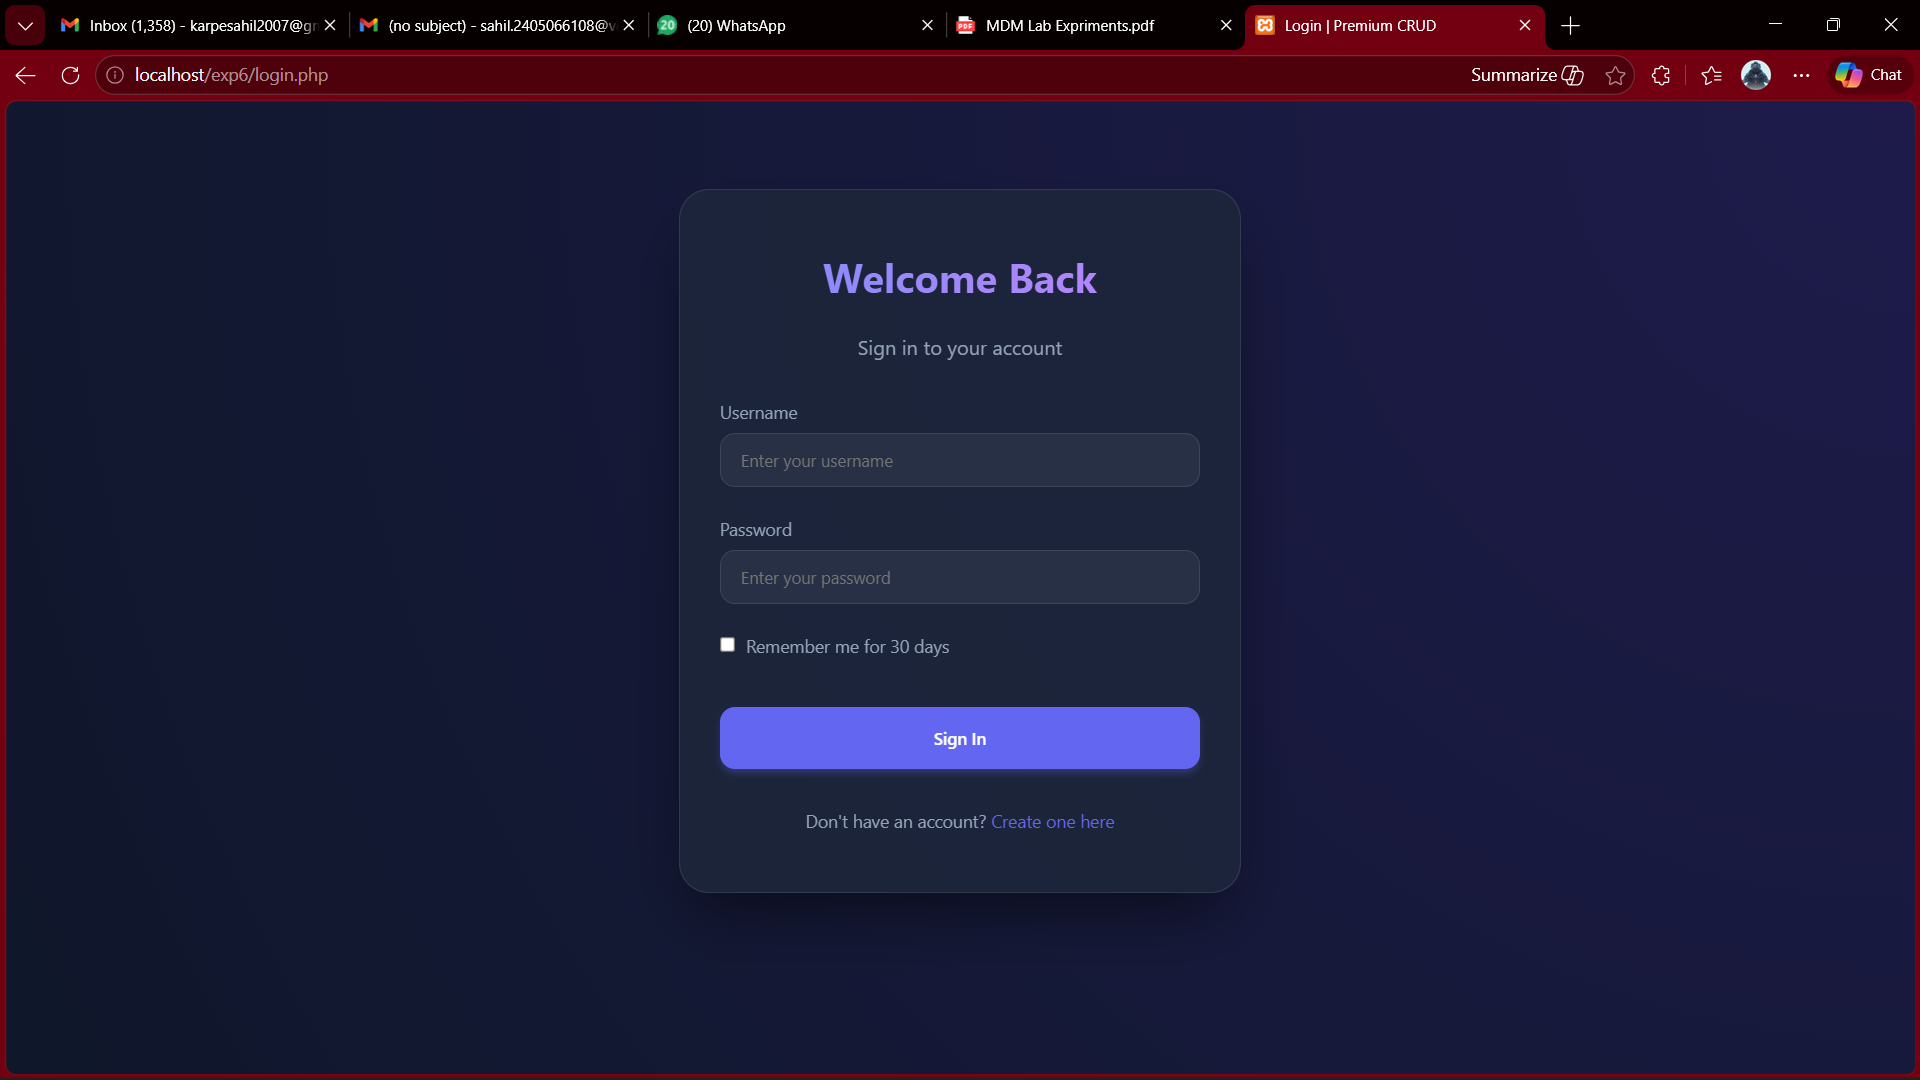 Inbox (1,358) - karpesahil2007@gm
(no subject) - sahil.2405066108@v
20
(20) WhatsApp
PDF
MDM Lab Expriments.pdf
Login | Premium CRUD
localhost/exp6/login.php
Summarize
Chat
Welcome Back
Sign in to your account
Username
Enter your username
Password
Enter your password
Remember me for 30 days
Sign In
Don't have an account? Create one here